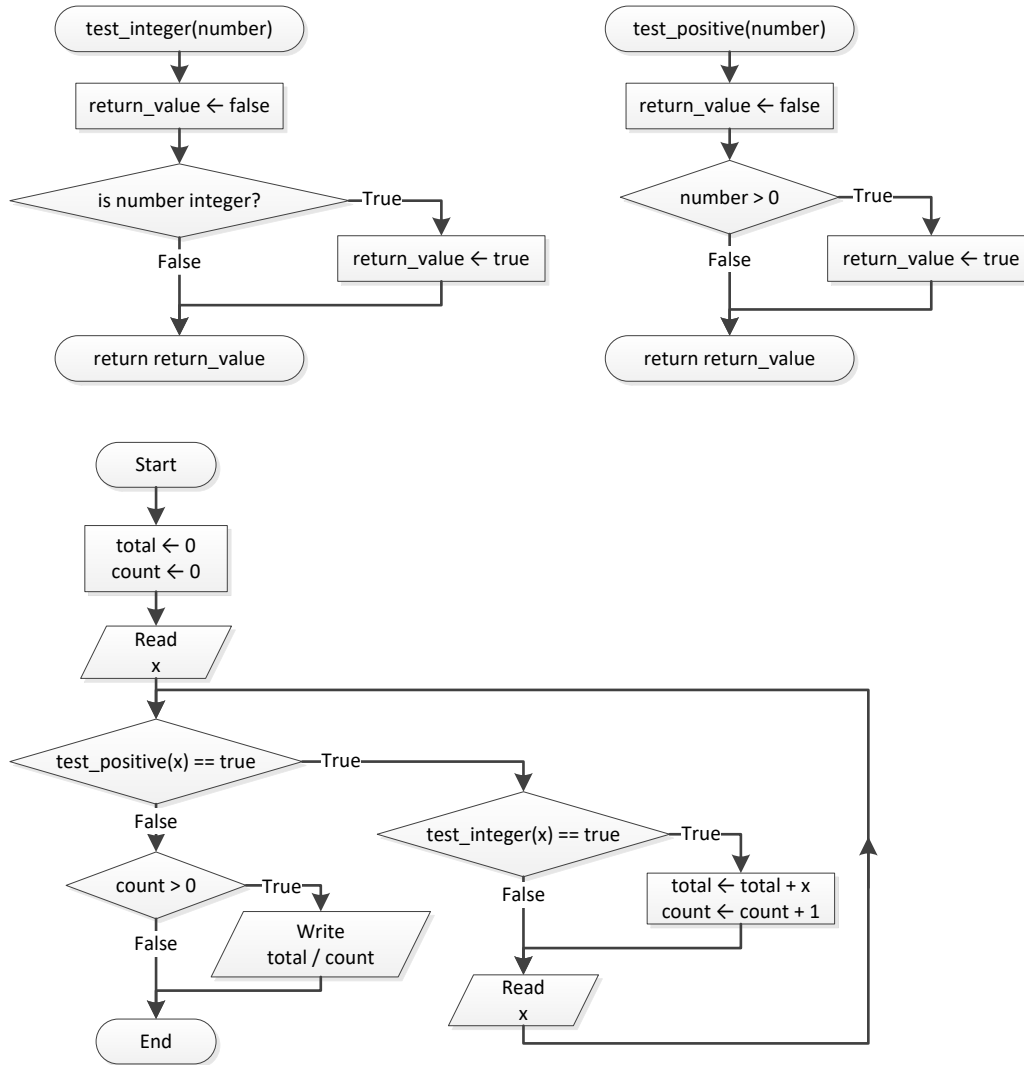 test_integer(number)
return_value ← false
is number integer?
True
return_value ← true
False
return return_value
test_positive(number)
return_value ← false
number > 0
True
return_value ← true
False
return return_value
Start
total ← 0
count ← 0
Read
x
test_positive(x) == true
True
False
test_integer(x) == true
True
total ← total + x
count ← count + 1
False
Read
x
count > 0
True
Write
total / count
False
End